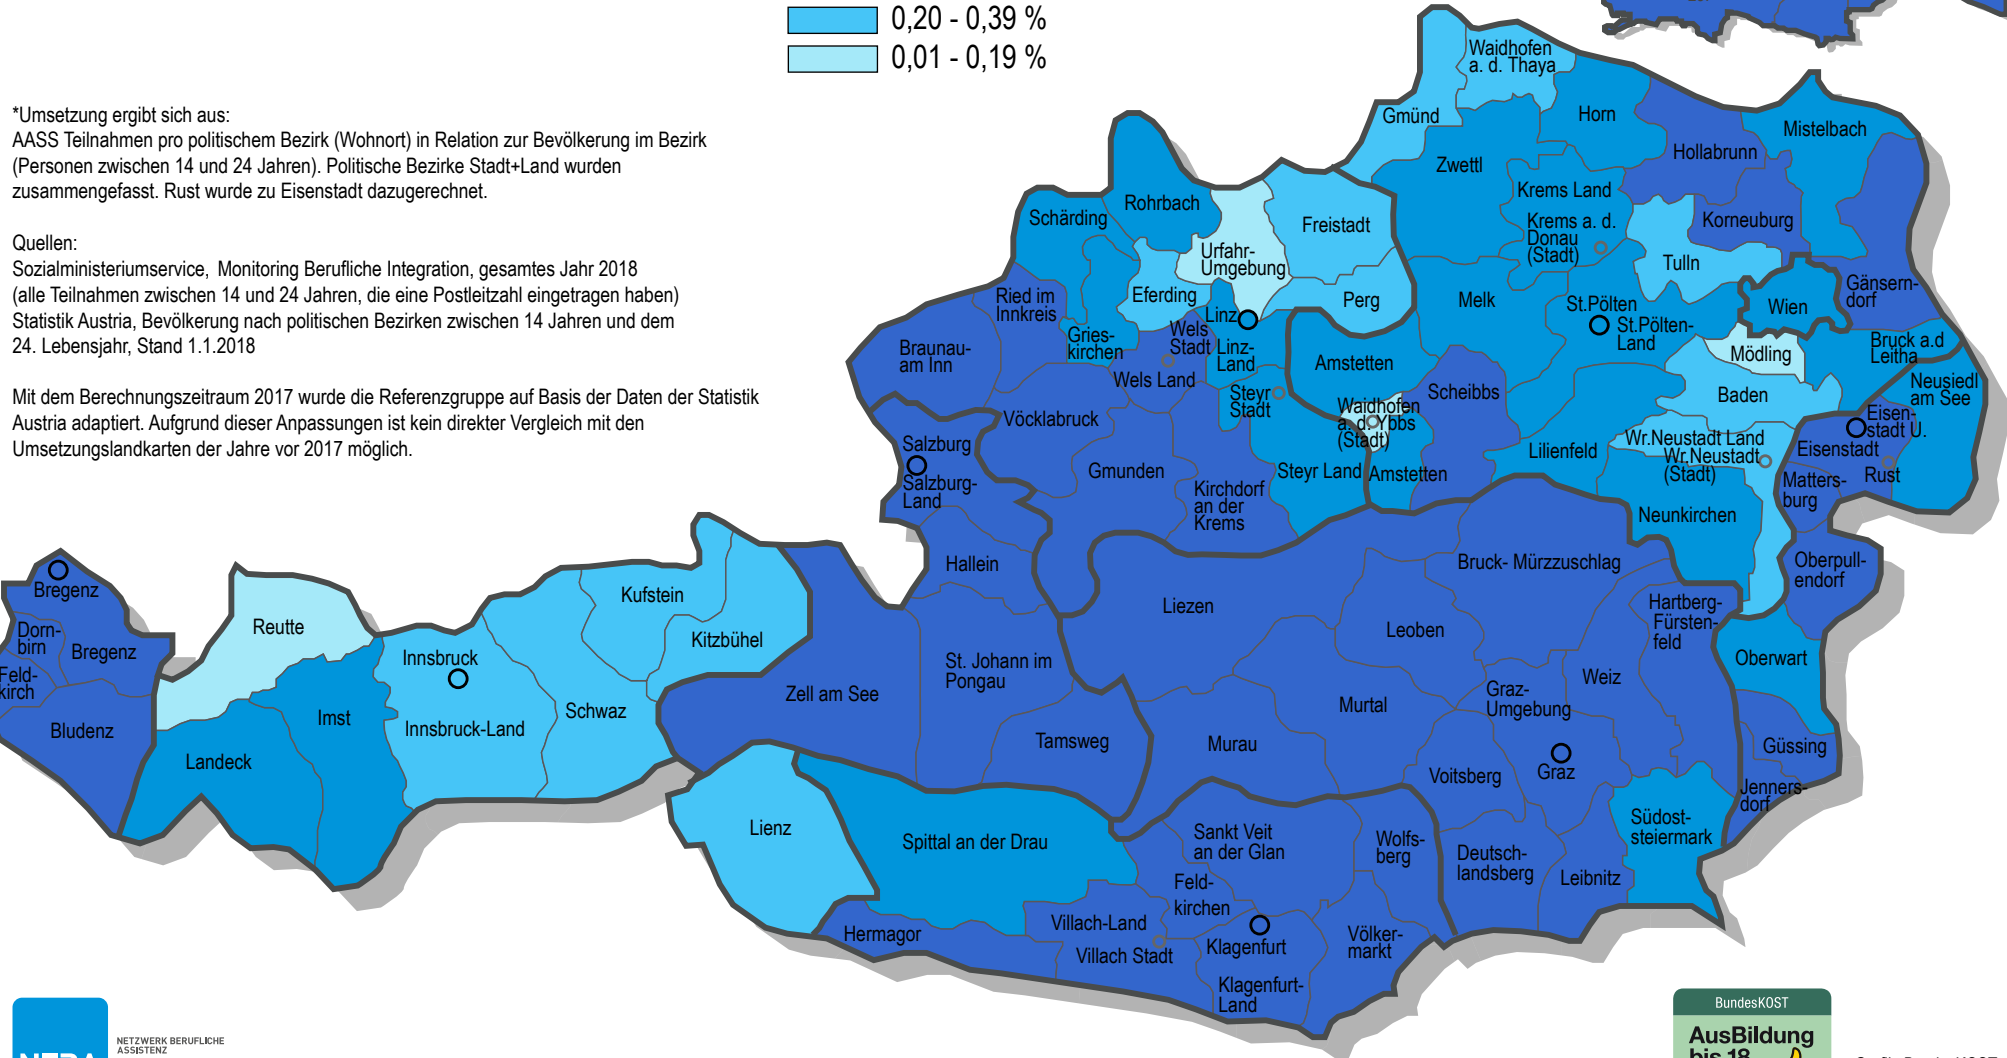 0,20 - 0,39 %
0,01 - 0,19 %
*Umsetzung ergibt sich aus:
AASS Teilnahmen pro politischem Bezirk (Wohnort) in Relation zur Bevölkerung im Bezirk
(Personen zwischen 14 und 24 Jahren). Politische Bezirke Stadt+Land wurden
zusammengefasst. Rust wurde zu Eisenstadt dazugerechnet.
Quellen:
Sozialministeriumservice, Monitoring Berufliche Integration, gesamtes Jahr 2018
(alle Teilnahmen zwischen 14 und 24 Jahren, die eine Postleitzahl eingetragen haben)
Statistik Austria, Bevölkerung nach politischen Bezirken zwischen 14 Jahren und dem
24. Lebensjahr, Stand 1.1.2018
Mit dem Berechnungszeitraum 2017 wurde die Referenzgruppe auf Basis der Daten der Statistik
Austria adaptiert. Aufgrund dieser Anpassungen ist kein direkter Vergleich mit den
Umsetzungslandkarten der Jahre vor 2017 möglich.
Waidhofen
a. d. Thaya
Gmünd
Horn
Mistelbach
Hollabrunn
Zwettl
Krems Land
Krems a. d.
Donau
(Stadt)
Korneuburg
Tulln
Gänsern-
dorf
Wien
Rohrbach
Schärding
Freistadt
Urfahr-
Umgebung
Eferding
Perg
Melk
St.Pölten
St.Pölten-
Land
Ried im
Innkreis
Gries-
kirchen
Wels
Stadt
Linz
Linz-
Land
Wels Land
Braunau-
am Inn
Amstetten
Scheibbs
Mödling
Bruck a.d
Leitha
Baden
Neusiedl
am See
Steyr
Stadt
Waidhofen
a. d. Ybbs
(Stadt)
Vöcklabruck
Eisen-
stadt U.
Eisenstadt
Rust
Wr.Neustadt Land
Wr.Neustadt
(Stadt)
Lilienfeld
Salzburg
Salzburg-
Land
Gmunden
Kirchdorf
an der
Krems
Steyr Land
Amstetten
Matters-
burg
Neunkirchen
Hallein
Liezen
Bruck- Mürzzuschlag
Oberpull-
endorf
Hartberg-
Fürsten-
feld
Leoben
Oberwart
Bregenz
Dorn-
birn
Bregenz
Feld-
kirch
Bludenz
Reutte
Kufstein
Kitzbühel
Innsbruck
Innsbruck-Land
Schwaz
Imst
Landeck
Zell am See
St. Johann im
Pongau
Tamsweg
Murau
Murtal
Graz-
Umgebung
Weiz
Voitsberg
Graz
Güssing
Jenners-
dorf
Südost-
steiermark
Lienz
Spittal an der Drau
Sankt Veit
an der Glan
Wolfs-
berg
Deutsch-
landsberg
Leibnitz
Feld-
kirchen
Villach-Land
Villach Stadt
Hermagor
Klagenfurt
Klagenfurt-
Land
Völker-
markt
NETZWERK BERUFLICHE
ASSISTENZ
BundesKOST
AusBildung
bis 18